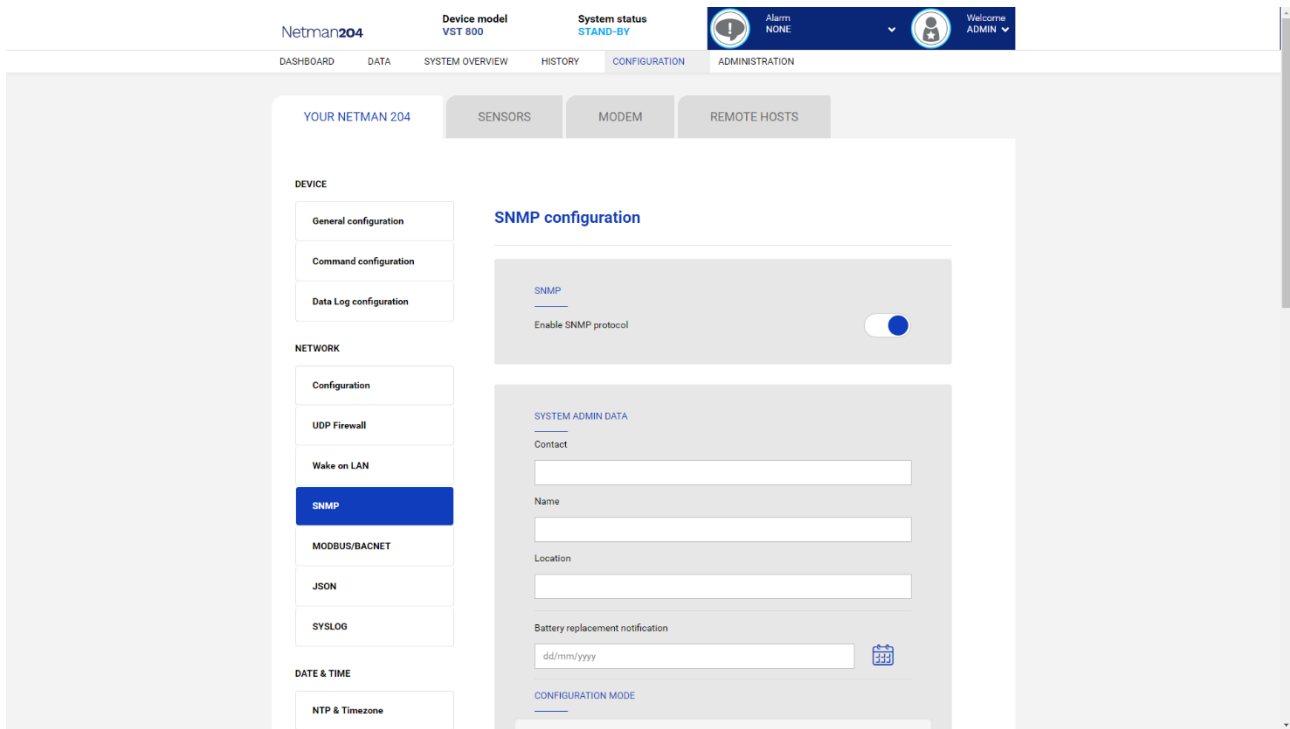 Netman204
Device model
VST 800
System status
STAND-BY
Alarm
NONE
Welcome
ADMIN
DASHBOARD DATA SYSTEM OVERVIEW HISTORY CONFIGURATION ADMINISTRATION
YOUR NETMAN 204 SENSORS MODEM REMOTE HOSTS
DEVICE
General configuration
Command configuration
Data Log configuration
NETWORK
Configuration
UDP Firewall
Wake on LAN
SNMP
MODBUS/BACNET
JSON
SYSLOG
DATE & TIME
NTP & Timezone
SNMP configuration
SNMP
Enable SNMP protocol
SYSTEM ADMIN DATA
Contact
Name
Location
Battery replacement notification
dd/mm/yyyy
CONFIGURATION MODE